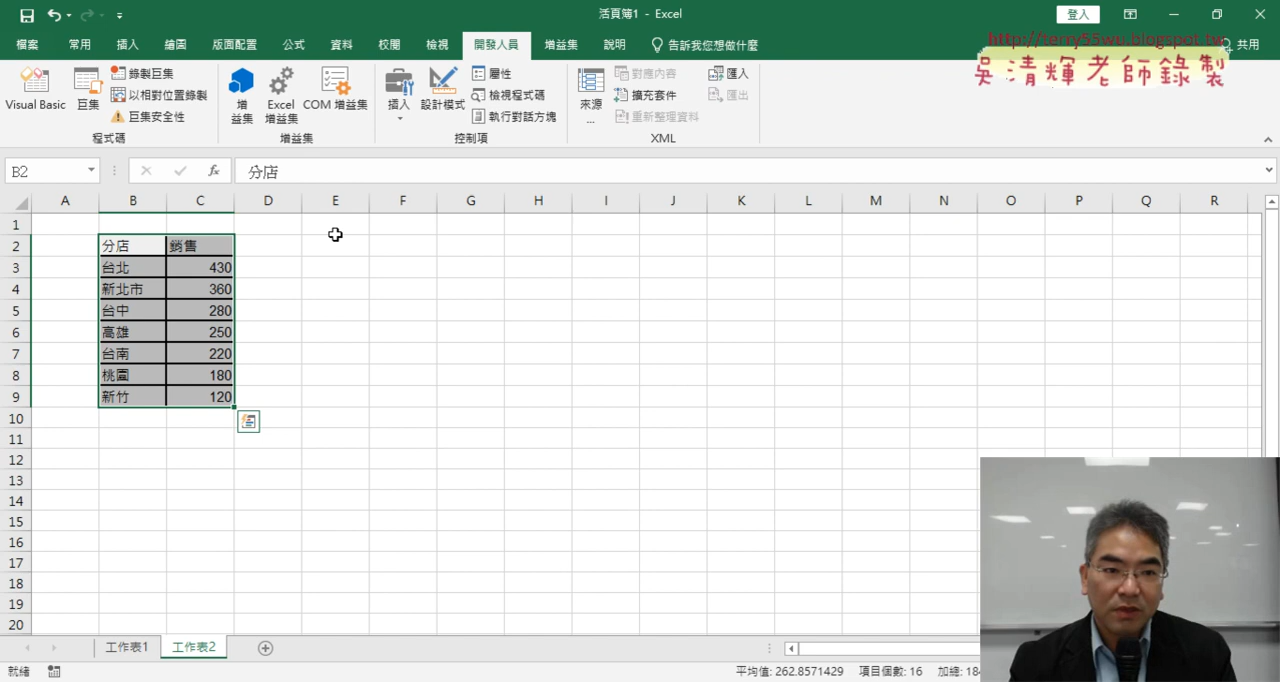 活頁簿1 - Excel
登入
檔案 常用 插入 繪圖 版面配置 公式 資料 校閱 檢視 開發人員 增益集 說明 告訴我您想做什麼 共用
http://terry55wu.blogspot.tw
吳清輝老師錄製
Visual Basic 巨集 錄製巨集 以相對位置錄製 巨集安全性
程式碼
增益集 Excel 增益集 COM 增益集
增益集
插入 設計模式 屬性 檢視程式碼 執行對話方塊
控制項
來源... 對應內容 擴充套件 重新整理資料 匯入 匯出
XML
B2 fx 分店
A B C D E F G H I J K L M N O P Q R
1
2 分店 銷售
3 台北 430
4 新北市 360
5 台中 280
6 高雄 250
7 台南 220
8 桃園 180
9 新竹 120
10
11
12
13
14
15
16
17
18
19
20
工作表1 工作表2
就緒 平均值: 262.8571429 項目個數: 16 加總: 184